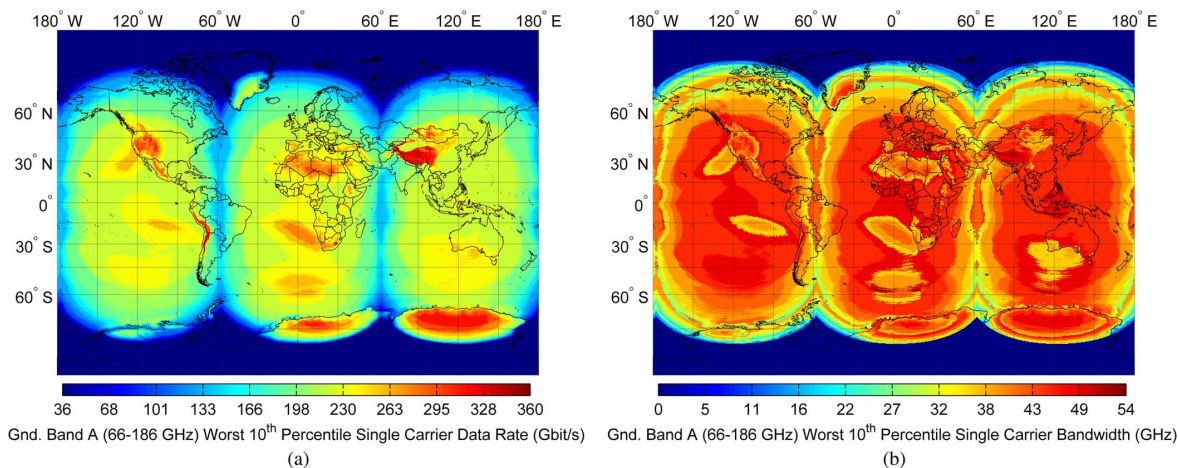 180° W 120° W 60° W 0° 60° E 120° E 180° E
60° N
30° N
0°
30° S
60° S
36 68 101 133 166 198 230 263 295 328 360
Gnd. Band A (66-186 GHz) Worst 10th Percentile Single Carrier Data Rate (Gbit/s)
(a)
180° W 120° W 60° W 0° 60° E 120° E 180° E
60° N
30° N
0°
30° S
60° S
0 5 11 16 22 27 32 38 43 49 54
Gnd. Band A (66-186 GHz) Worst 10th Percentile Single Carrier Bandwidth (GHz)
(b)